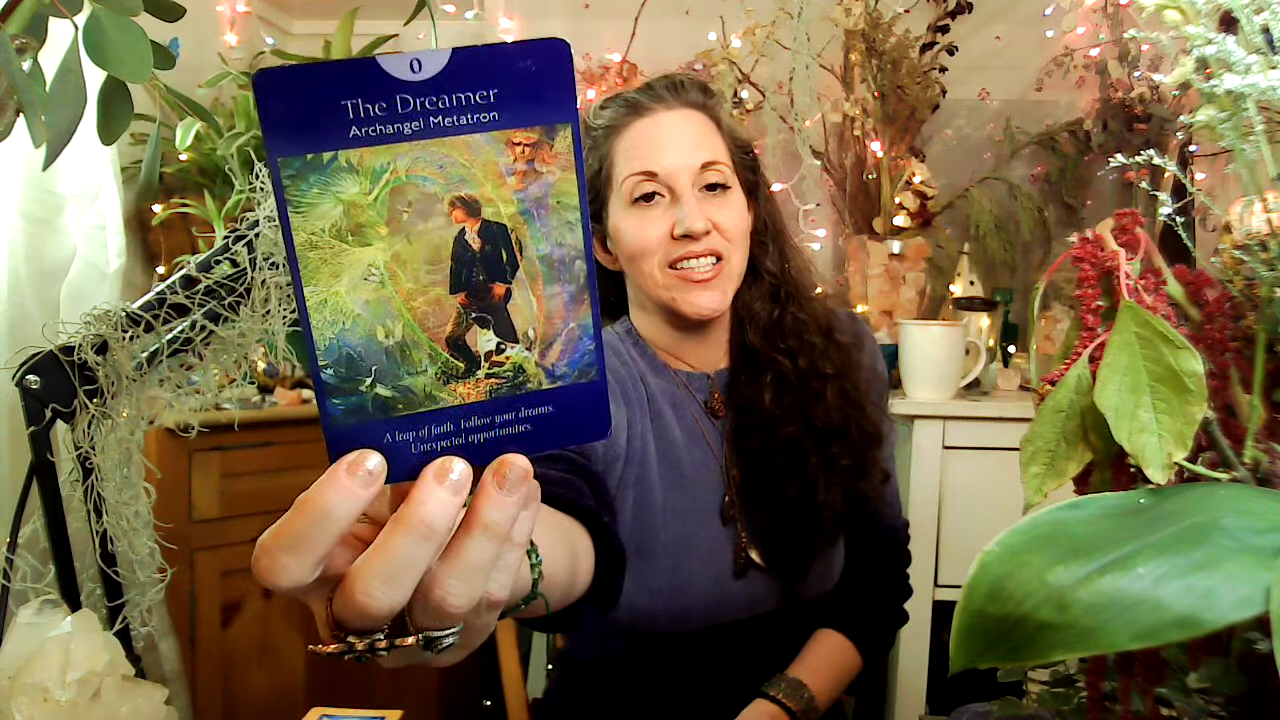 0
The Dreamer
Archangel Metatron
A leap of faith. Follow your dreams.
Unexpected opportunities.